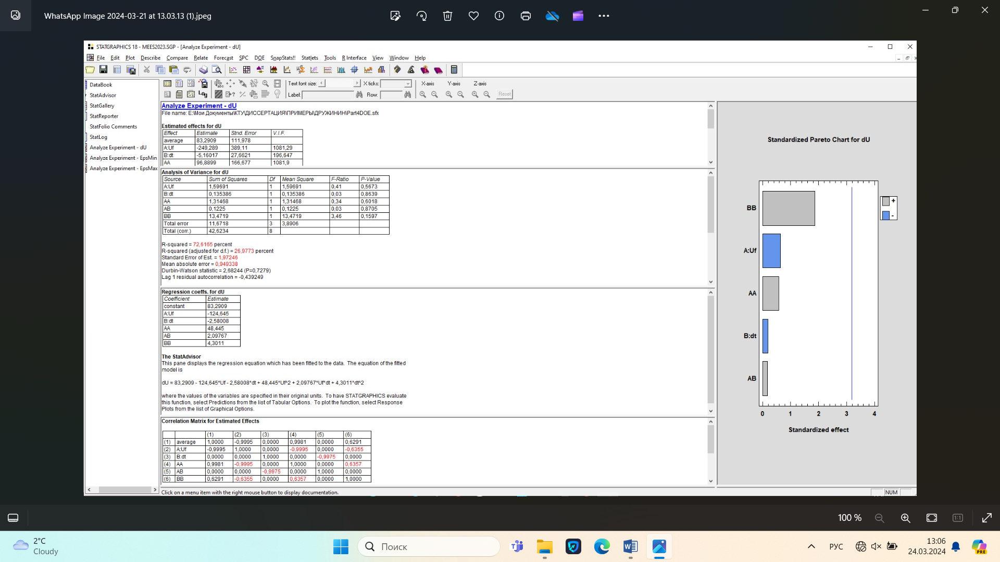 WhatsApp Image 2024-03-21 at 13.03.13 (1).jpeg
STATGRAPHICS 18 - MEES2023.SGP - [Analyze Experiment - dU]
File Edit Plot Describe Compare Relate Forecast SPC DOE SnapStats!! Statlets Tools R Interface View Window Help
DataBook
StatAdvisor
StatGallery
StatReporter
StatFolio Comments
StatLog
Analyze Experiment - dU
Analyze Experiment - EpsMin
Analyze Experiment - EpsMax
Text font size: X ticks: X-axis Y-axis Z-axis
Log Label: Row: Reset
Analyze Experiment - dU
File name: E:\Мои Документы\КТУ\ДИССЕРТАЦИЯ\ПРИМЕРЫ\ДРУЖИНИН\Part4DOE.sfx
Estimated effects for dU
Effect Estimate Stnd. Error V.I.F.
average 83,2909 111,978
A:Uf -249,289 389,11 1081,29
B:dt -5,16017 27,6621 196,647
AA 96,8899 166,677 1081,9
Analysis of Variance for dU
Source Sum of Squares Df Mean Square F-Ratio P-Value
A:Uf 1,59691 1 1,59691 0,41 0,5673
B:dt 0,135386 1 0,135386 0,03 0,8639
AA 1,31468 1 1,31468 0,34 0,6018
AB 0,1225 1 0,1225 0,03 0,8705
BB 13,4719 1 13,4719 3,46 0,1597
Total error 11,6718 3 3,8906
Total (corr.) 42,6234 8
R-squared = 72,6165 percent
R-squared (adjusted for d.f.) = 26,9773 percent
Standard Error of Est. = 1,97246
Mean absolute error = 0,949338
Durbin-Watson statistic = 2,68244 (P=0,7279)
Lag 1 residual autocorrelation = -0,439249
Regression coeffs. for dU
Coefficient Estimate
constant 83,2909
A:Uf -124,645
B:dt -2,58008
AA 48,445
AB 2,09767
BB 4,3011
The StatAdvisor
This pane displays the regression equation which has been fitted to the data. The equation of the fitted
model is
dU = 83,2909 - 124,645*Uf - 2,58008*dt + 48,445*Uf^2 + 2,09767*Uf*dt + 4,3011*dt^2
where the values of the variables are specified in their original units. To have STATGRAPHICS evaluate
this function, select Predictions from the list of Tabular Options. To plot the function, select Response
Plots from the list of Graphical Options.
Correlation Matrix for Estimated Effects
(1) (2) (3) (4) (5) (6)
(1) average 1,0000 -0,9995 0,0000 0,9981 0,0000 0,6291
(2) A:Uf -0,9995 1,0000 0,0000 -0,9995 0,0000 -0,6355
(3) B:dt 0,0000 0,0000 1,0000 0,0000 -0,9975 0,0000
(4) AA 0,9981 -0,9995 0,0000 1,0000 0,0000 0,6357
(5) AB 0,0000 0,0000 -0,9975 0,0000 1,0000 0,0000
(6) BB 0,6291 -0,6355 0,0000 0,6357 0,0000 1,0000
Click on a menu item with the right mouse button to display documentation.
NUM
Standardized Pareto Chart for dU
BB
A:Uf
AA
B:dt
AB
+
-
0 1 2 3 4
Standardized effect
100 %
1:1
2°C
Cloudy
Поиск
РУС
13:06
24.03.2024
PRE